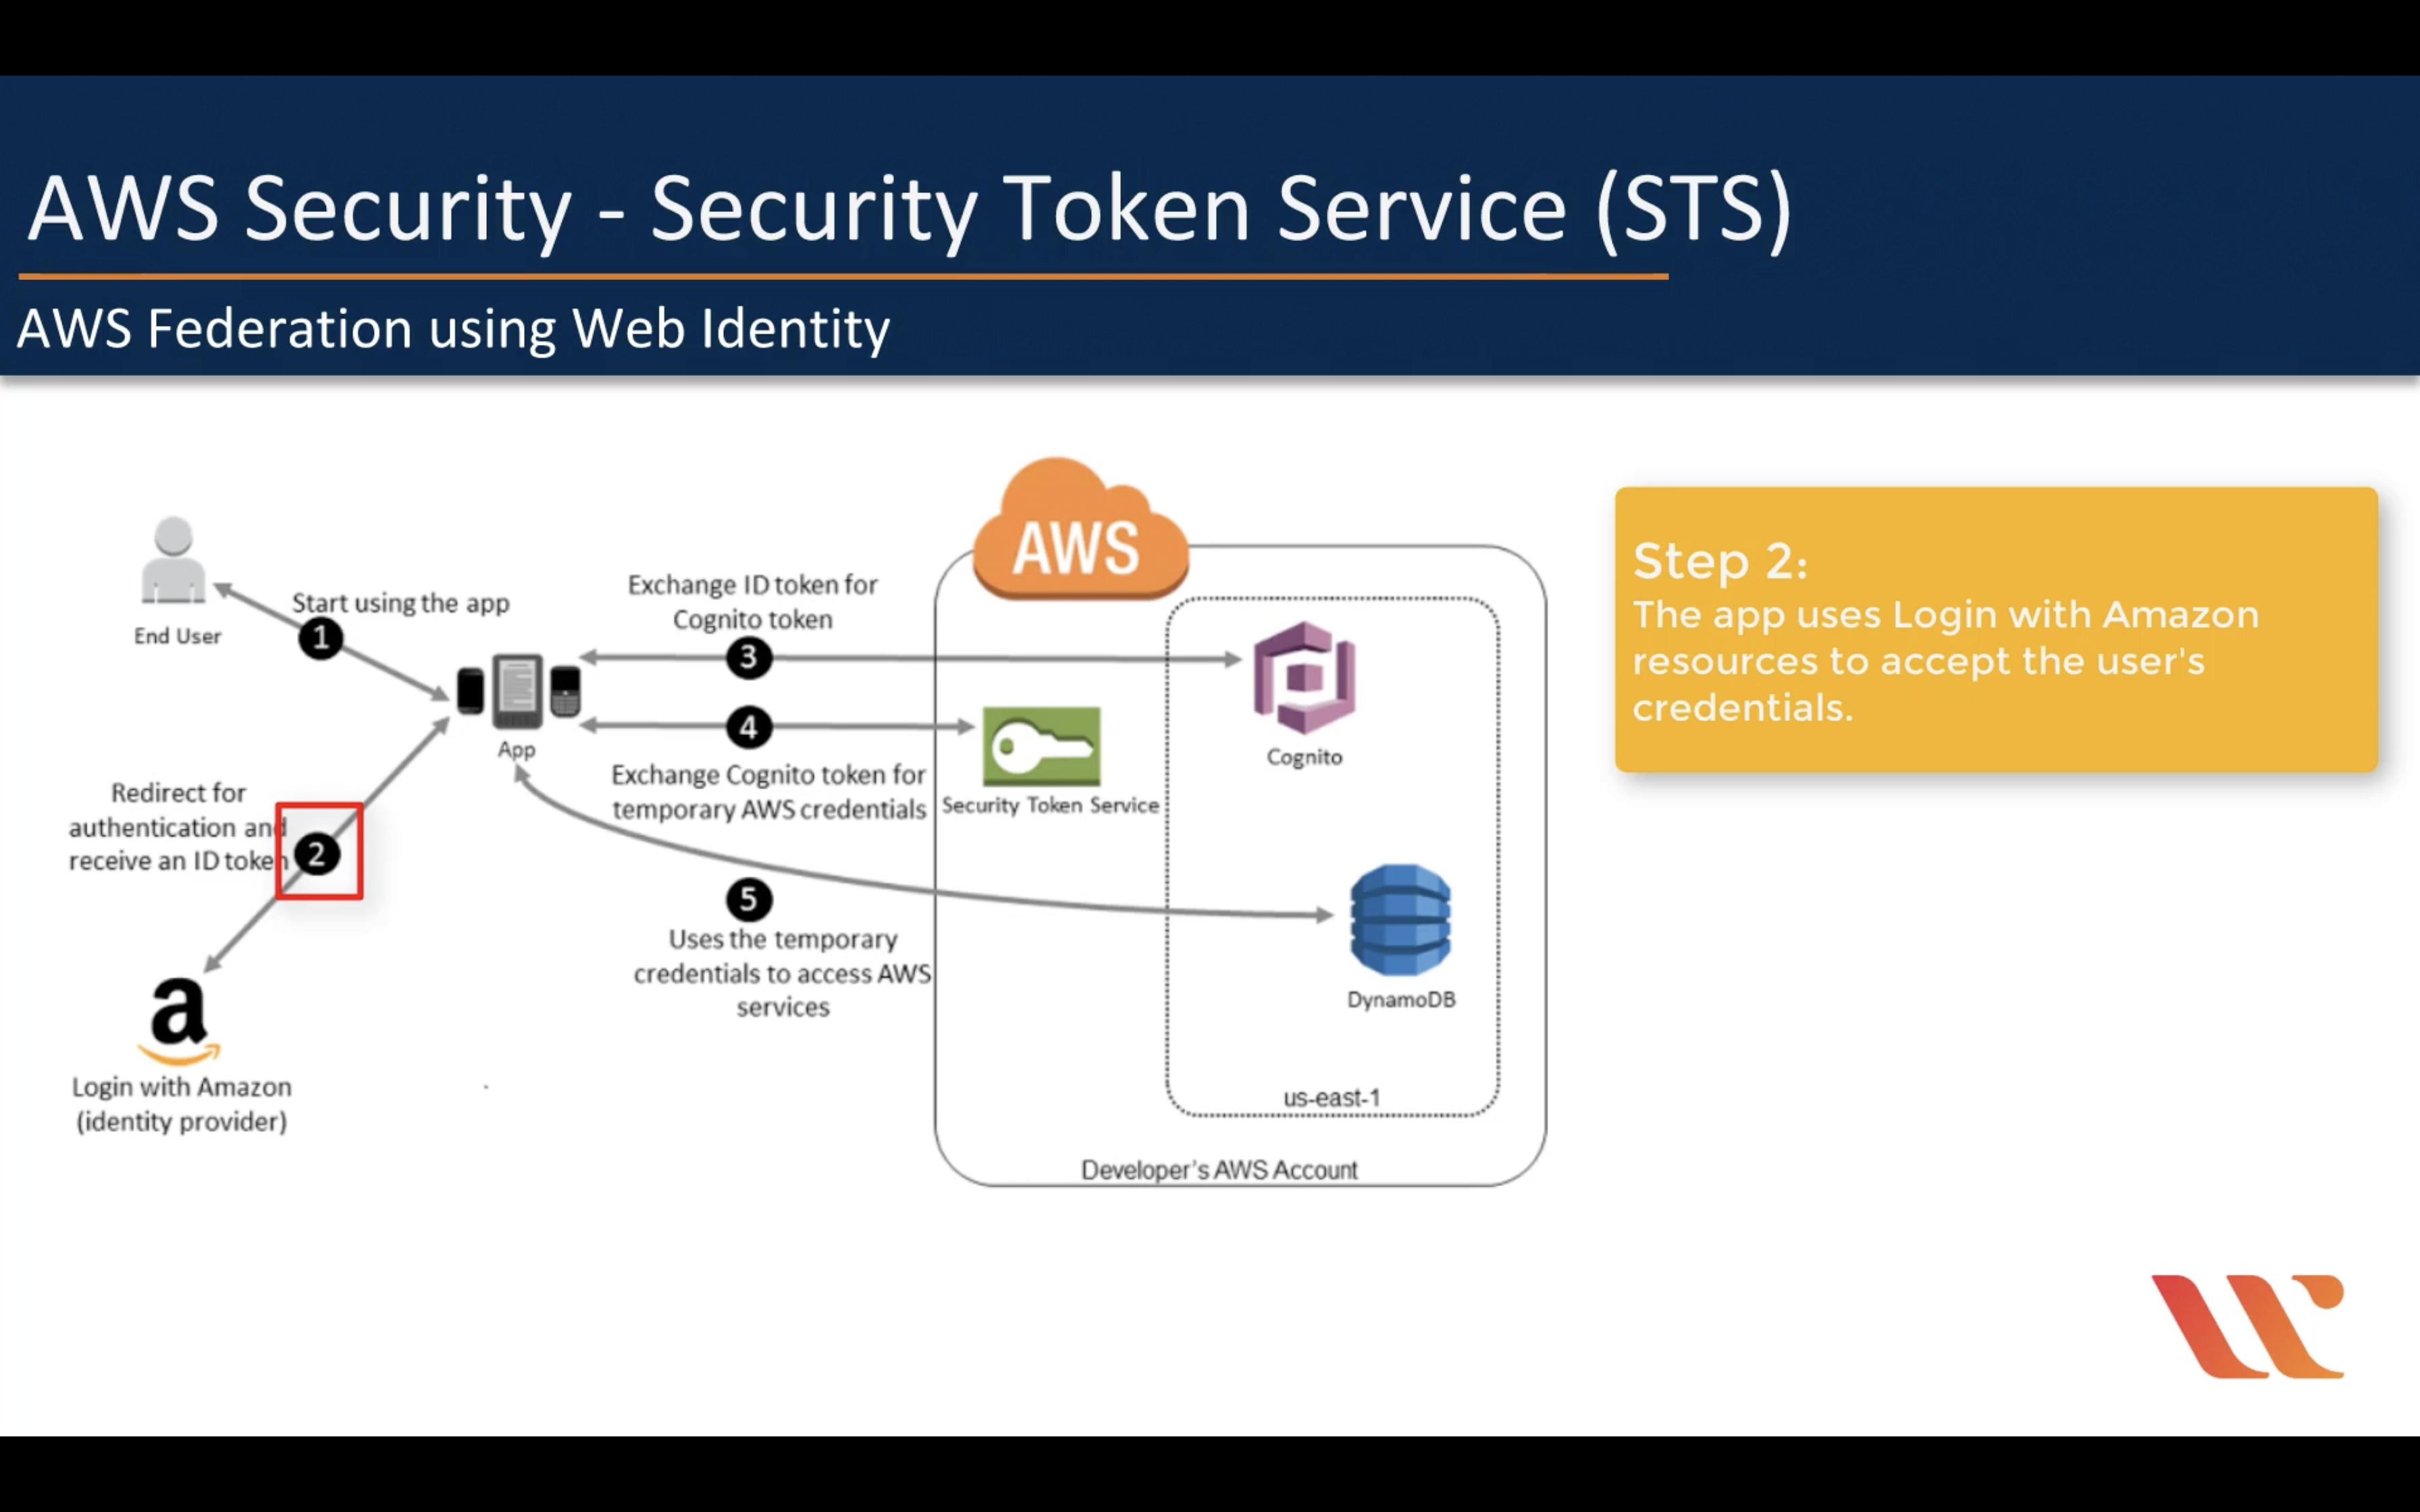 AWS Security - Security Token Service (STS)
AWS Federation using Web Identity
End User
Start using the app
1
App
Redirect for
authentication and
receive an ID token
2
a
Login with Amazon
(identity provider)
Exchange ID token for
Cognito token
3
4
Exchange Cognito token for
temporary AWS credentials
5
Uses the temporary
credentials to access AWS
services
AWS
Cognito
Security Token Service
DynamoDB
us-east-1
Developer's AWS Account
Step 2:
The app uses Login with Amazon
resources to accept the user's
credentials.